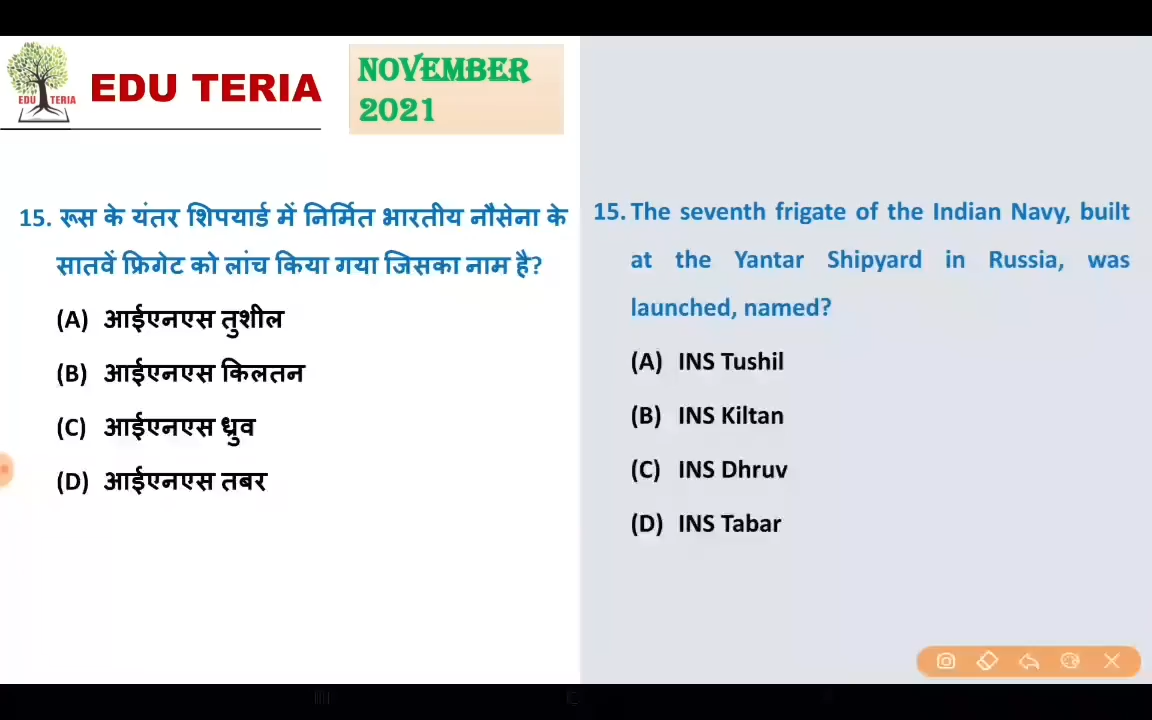 EDU TERIA
EDU TERIA
NOVEMBER
2021
15. रूस के यंतर शिपयार्ड में निर्मित भारतीय नौसेना के
सातवें फ्रिगेट को लांच किया गया जिसका नाम है?
(A) आईएनएस तुशील
(B) आईएनएस किलतन
(C) आईएनएस ध्रुव
(D) आईएनएस तबर
15. The seventh frigate of the Indian Navy, built
at the Yantar Shipyard in Russia, was
launched, named?
(A) INS Tushil
(B) INS Kiltan
(C) INS Dhruv
(D) INS Tabar